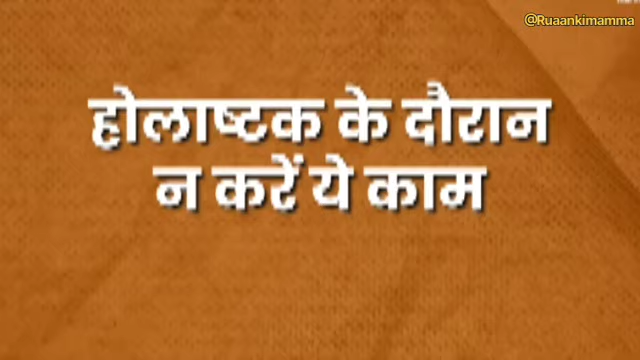 @Ruaankimamma
होलाष्टक के दौरान
न करें ये काम